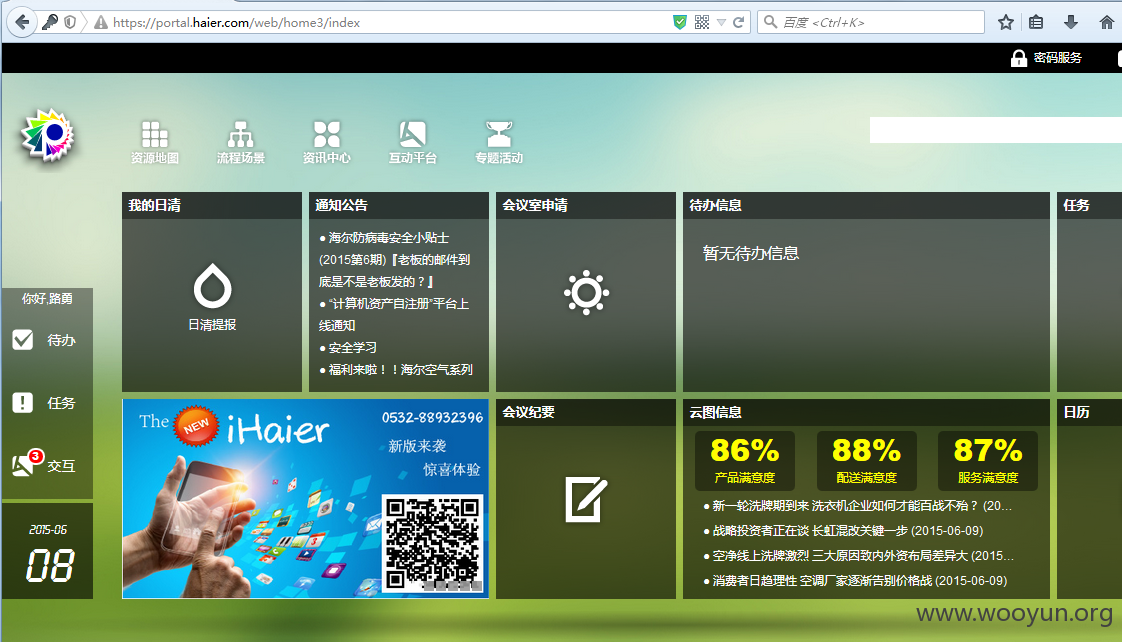 https://portal.haier.com/web/home3/index
百度 <Ctrl+K>
密码服务
资源地图
流程场景
资讯中心
互动平台
专题活动
我的日清
日清提报
通知公告
● 海尔防病毒安全小贴士
(2015第6期)『老板的邮件到
底是不是老板发的？』
● “计算机资产自注册”平台上
线通知
● 安全学习
● 福利来啦！！海尔空气系列
会议室申请
待办信息
暂无待办信息
任务
你好,路勇
待办
任务
3
交互
2015-06
08
The NEW iHaier
0532-88932396
新版来袭
惊喜体验
会议纪要
云图信息
86%
产品满意度
88%
配送满意度
87%
服务满意度
● 新一轮洗牌期到来 洗衣机企业如何才能百战不殆？ (20...
● 战略投资者正在谈 长虹混改关键一步 (2015-06-09)
● 空净线上洗牌激烈 三大原因致内外资布局差异大 (2015...
● 消费者日趋理性 空调厂家逐渐告别价格战 (2015-06-09)
日历
www.wooyun.org